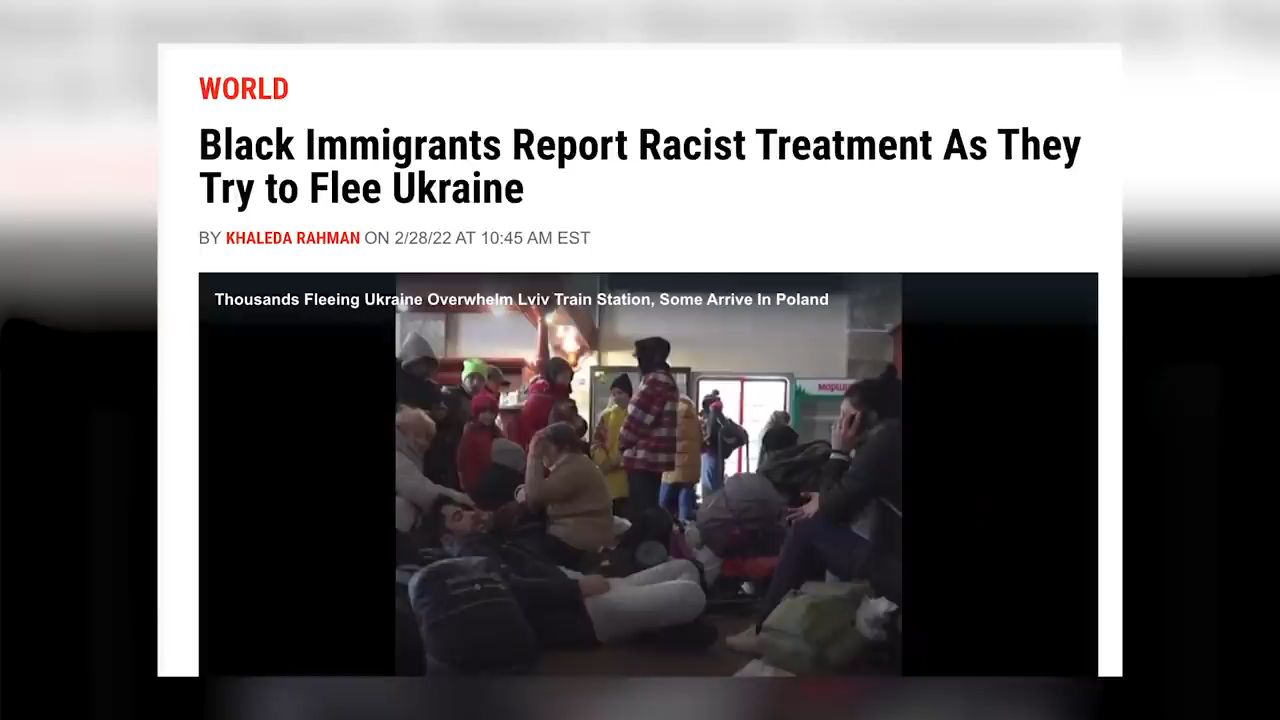 WORLD
Black Immigrants Report Racist Treatment As They
Try to Flee Ukraine
BY KHALEDA RAHMAN ON 2/28/22 AT 10:45 AM EST
Thousands Fleeing Ukraine Overwhelm Lviv Train Station, Some Arrive In Poland